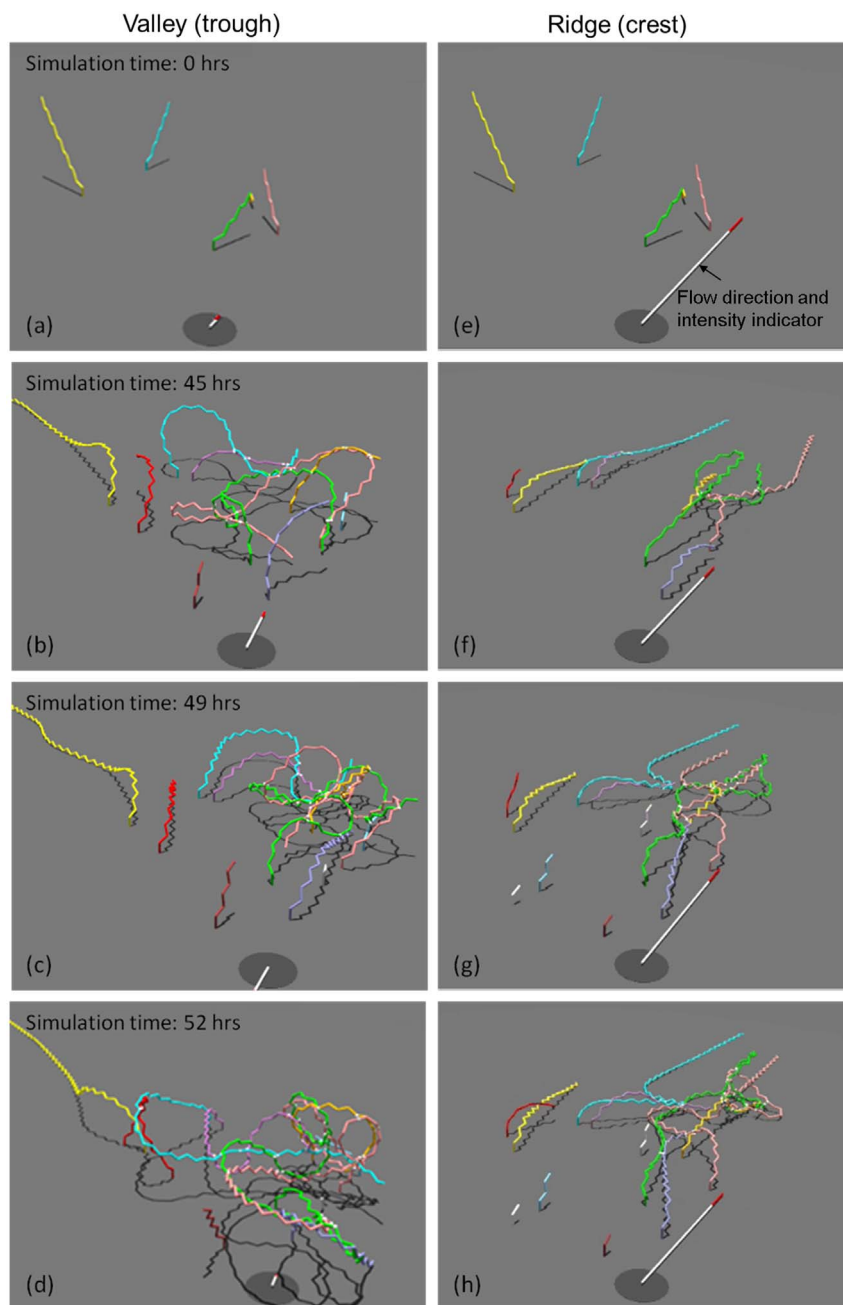 Valley (trough)
Ridge (crest)
Simulation time: 0 hrs
(a)
(e)
Flow direction and
intensity indicator
Simulation time: 45 hrs
(b)
(f)
Simulation time: 49 hrs
(c)
(g)
Simulation time: 52 hrs
(d)
(h)